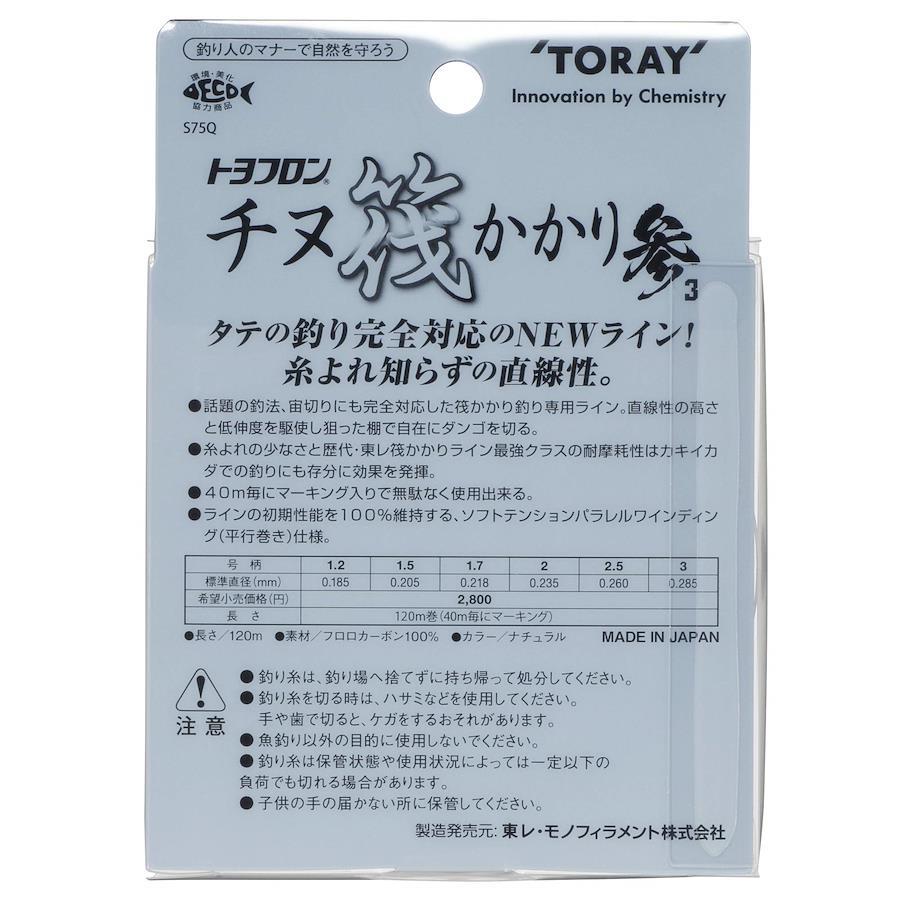 釣り人のマナーで自然を守ろう
環境・美化
ECO
協力商品
S75Q
'TORAY'
Innovation by Chemistry
トヨフロン®
チヌ筏かかり参
3
タテの釣り完全対応のNEWライン!
糸よれ知らずの直線性。
●話題の釣法、宙切りにも完全対応した筏かかり釣り専用ライン。直線性の高さ
と低伸度を駆使し狙った棚で自在にダンゴを切る。
●糸よれの少なさと歴代・東レ筏かかりライン最強クラスの耐摩耗性はカキイカ
ダでの釣りにも存分に効果を発揮。
●40m毎にマーキング入りで無駄なく使用出来る。
●ラインの初期性能を100%維持する、ソフトテンションパラレルワインディン
グ(平行巻き)仕様。
号 柄 1.2 1.5 1.7 2 2.5 3
標準直径(mm) 0.185 0.205 0.218 0.235 0.260 0.285
希望小売価格(円) 2,800
長 さ 120m巻(40m毎にマーキング)
●長さ/120m ●素材/フロロカーボン100% ●カラー/ナチュラル MADE IN JAPAN
注意
●釣り糸は、釣り場へ捨てずに持ち帰って処分してください。
●釣り糸を切る時は、ハサミなどを使用してください。
手や歯で切ると、ケガをするおそれがあります。
●魚釣り以外の目的に使用しないでください。
●釣り糸は保管状態や使用状況によっては一定以下の
負荷でも切れる場合があります。
●子供の手の届かない所に保管してください。
製造発売元:東レ・モノフィラメント株式会社